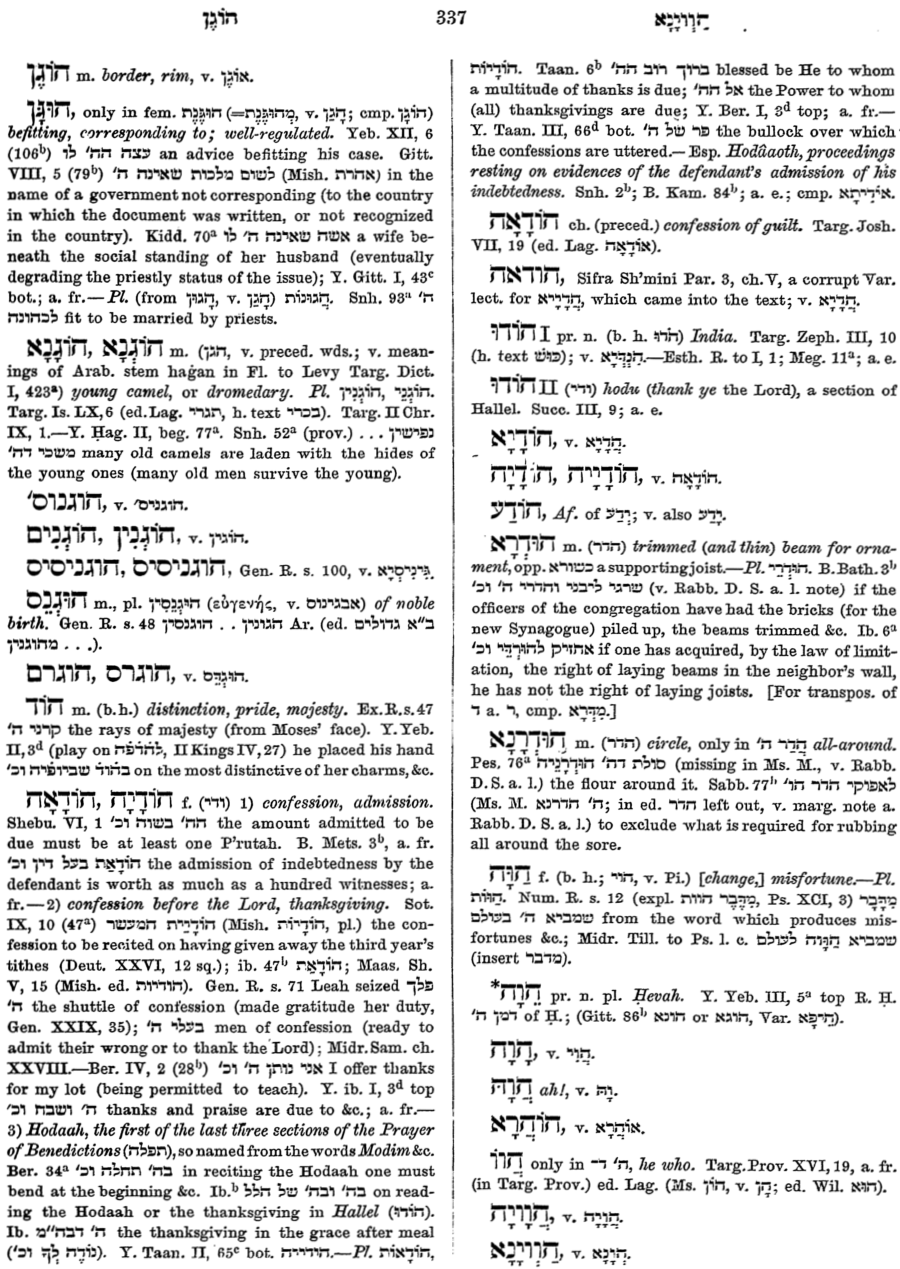 הוֹגֶן 337 הַוְויָנָא
הוֹגֶן m. border, rim, v. אוֹגֶן.
הוּגָּן, only in fem. הוּגֶּנֶת (=מְהוּגֶּנֶת, v. הָגַן; cmp. הוֹגֶן)
befitting, corresponding to; well-regulated. Yeb. XII, 6
(106ᵇ) עצה הה׳ לו an advice befitting his case. Gitt.
VIII, 5 (79ᵇ) לשום מלכות שאינה ה׳ (Mish. אהרת) in the
name of a government not corresponding (to the country
in which the document was written, or not recognized
in the country). Kidd. 70ᵃ אשה שאינה ה׳ לו a wife be-
neath the social standing of her husband (eventually
degrading the priestly status of the issue); Y. Gitt. I, 43ᶜ
bot.; a. fr.—Pl. (from הָגוּן, v. הָגַן) הֲגוּנוֹת. Snh. 93ᵃ ה׳
לכהונה fit to be married by priests.
הוֹגְנָא, הוֹגָנָא m. (הגן, v. preced. wds.; v. mean-
ings of Arab. stem haǵan in Fl. to Levy Targ. Dict.
I, 423ᵃ) young camel, or dromedary. Pl. הוֹגְנֵי, הוֹגְנִין.
Targ. Is. LX, 6 (ed. Lag. הגרי, h. text בכרי). Targ. II Chr.
IX, 1.—Y. Ḥag. II, beg. 77ᵃ. Snh. 52ᵃ (prov.) . . . נפישין
משכי דה׳ many old camels are laden with the hides of
the young ones (many old men survive the young).
הוגנוס׳, v. הוגניס׳.
הוֹגְנִין, הוֹגְנִים, v. הוֹגין.
הוגניסיס, הוגניסיס, Gen. R. s. 100, v. גִּינִיסְיָא.
הוּגְנֶס m., pl. הוּגְנֵסִין (εὐγενής, v. אבגינוס) of noble
birth. Gen. R. s. 48 הוגנסין . . הגונין Ar. (ed. ב״א גדולים
מהוגנין . . .).
הוגרס, הוגרם, v. הוּגְדֵּס.
הוֹד m. (b. h.) distinction, pride, majesty. Ex. R. s. 47
קרני ה׳ the rays of majesty (from Moses' face). Y. Yeb.
II, 3ᵈ (play on לְהָדְפָהּ, II Kings IV, 27) he placed his hand
בהוד שביופיה וכ׳ on the most distinctive of her charms, &c.
הוֹדָיָה, הוֹדָאָה f. (ודי) 1) confession, admission.
Shebu. VI, 1 הה׳ בשוה וכ׳ the amount admitted to be
due must be at least one P'rutah. B. Mets. 3ᵇ, a. fr.
הוֹדָאַת בעל דין וכ׳ the admission of indebtedness by the
defendant is worth as much as a hundred witnesses; a.
fr.—2) confession before the Lord, thanksgiving. Sot.
IX, 10 (47ᵃ) הוֹדָיַית המעשר (Mish. הוֹדָיוֹת, pl.) the con-
fession to be recited on having given away the third year's
tithes (Deut. XXVI, 12 sq.); ib. 47ᵇ הוֹדָאַת; Maas. Sh.
V, 15 (Mish. ed. הודיות). Gen. R. s. 71 Leah seized פלך
ה׳ the shuttle of confession (made gratitude her duty,
Gen. XXIX, 35); בעלי ה׳ men of confession (ready to
admit their wrong or to thank the Lord); Midr. Sam. ch.
XXVIII.—Ber. IV, 2 (28ᵇ) אני נותן ה׳ וכ׳ I offer thanks
for my lot (being permitted to teach). Y. ib. I, 3ᵈ top
ה׳ ושבח וכ׳ thanks and praise are due to &c.; a. fr.—
3) Hodaah, the first of the last three sections of the Prayer
of Benedictions (תפלה), so named from the words Modim &c.
Ber. 34ᵃ בה׳ תחלה וכ׳ in reciting the Hodaah one must
bend at the beginning &c. Ib.ᵇ בה׳ ובה׳ של הלל on read-
ing the Hodaah or the thanksgiving in Hallel (הודו).
Ib. ה׳ דבה״מ the thanksgiving in the grace after meal
(נוֹדֶה לְּךָ וכ׳). Y. Taan. II, 65ᶜ bot. הודייה.—Pl. הוֹדָאוֹת,
הוֹדָיוֹת. Taan. 6ᵇ ברוך רוב הה׳ blessed be He to whom
a multitude of thanks is due; אל הה׳ the Power to whom
(all) thanksgivings are due; Y. Ber. I, 3ᵈ top; a. fr.—
Y. Taan. III, 66ᵈ bot. פר של ה׳ the bullock over which
the confessions are uttered.—Esp. Hodâaoth, proceedings
resting on evidences of the defendant's admission of his
indebtedness. Snh. 2ᵇ; B. Kam. 84ᵇ; a. e.; cmp. אוֹדִיתָא.
הוֹדָאָה ch. (preced.) confession of guilt. Targ. Josh.
VII, 19 (ed. Lag. אוֹדָאָה).
הודאה, Sifra Sh'mini Par. 3, ch. V, a corrupt Var.
lect. for הֲדָיֵירָא, which came into the text; v. הֲדָיָרָא.
הוֹדוּ I pr. n. (b. h. הֹדּוּ) India. Targ. Zeph. III, 10
(h. text כּוּשׁ); v. הִנְדְּיָא.—Esth. R. to I, 1; Meg. 11ᵃ; a. e.
הוֹדוּ II (ודי) hodu (thank ye the Lord), a section of
Hallel. Succ. III, 9; a. e.
הוֹדָיָא, v. הֲדָיָא.
הוֹדָיָה, הוֹדָיֵית, v. הוֹדָאָה.
הוֹדַע, Af. of יְדַע; v. also יָדַע.
הוּדְרָא m. (הדר) trimmed (and thin) beam for orna-
ment, opp. כשורא a supporting joist.—Pl. הוּדְרֵי. B. Bath. 3ᵇ
שרגי ליבני והדרי ה׳ וכ׳ (v. Rabb. D. S. a. l. note) if the
officers of the congregation have had the bricks (for the
new Synagogue) piled up, the beams trimmed &c. Ib. 6ᵃ
אחזיק להוּרְדֵּי וכ׳ if one has acquired, by the law of limit-
ation, the right of laying beams in the neighbor's wall,
he has not the right of laying joists. [For transpos. of
ד a. ר, cmp. מִדְּרָא.]
הוּדְרָנָא m. (הדר) circle, only in הֲדַר ה׳ all-around.
Pes. 76ᵃ סולת דה׳ הוּדְרָנֵיהּ (missing in Ms. M., v. Rabb.
D. S. a. l.) the flour around it. Sabb. 77ᵇ לאפוקי הדר הו׳
(Ms. M. הדרנא ׳ה; in ed. הדר left out, v. marg. note a.
Rabb. D. S. a. l.) to exclude what is required for rubbing
all around the sore.
הַוָּה f. (b. h.; הוי, v. Pi.) [change,] misfortune.—Pl.
הַוּוֹת. Num. R. s. 12 (expl. מִדֶּבֶר הוות, Ps. XCI, 3) מִדָּבָר
שמביא ה׳ בעולם from the word which produces mis-
fortunes &c.; Midr. Till. to Ps. l. c. שמביא הַוָּוה לעולם
(insert מדבר).
*הֵוָה pr. n. pl. Ḥevah. Y. Yeb. III, 5ᵃ top R. Ḥ.
דמן ה׳ of Ḥ.; (Gitt. 86ᵇ הונא or הוגא, Var. הֵיפָּא).
הָוָה, v. הֲוֵי.
הֲוָהּ ah!, v. וָהּ.
הוֹהֲרָא, v. אוֹהֲרָא.
הֲווֹ only in ה׳ ד־, he who. Targ. Prov. XVI, 19, a. fr.
(in Targ. Prov.) ed. Lag. (Ms. הוֹן, v. הָן; ed. Wil. הוּא).
הֲוָויָה, v. הֲוָיָה.
הַוְוינָא, v. הַוְנָא.